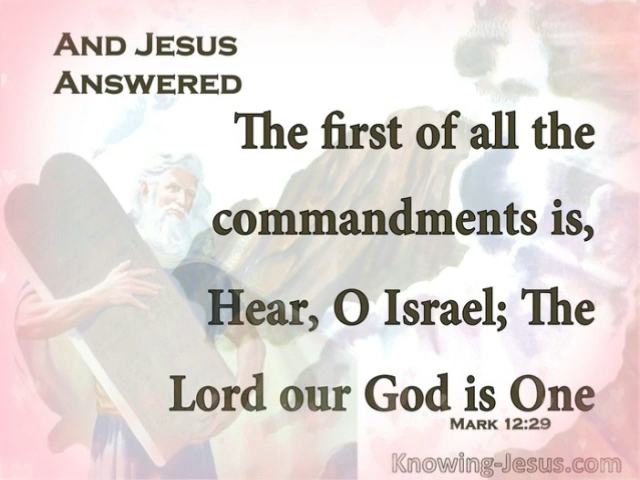 And Jesus
Answered
The first of all the
commandments is,
Hear, O Israel; The
Lord our God is One
Mark 12:29
Knowing-Jesus.com